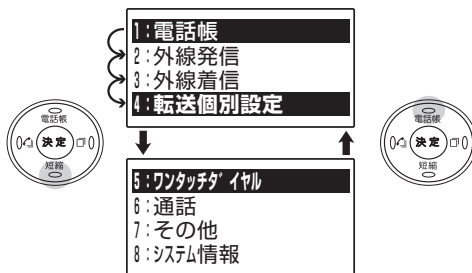 1:電話帳
2:外線発信
3:外線着信
4:転送個別設定
電話帳
決定
短縮
電話帳
決定
短縮
5:ワンタッチダイヤル
6:通話
7:その他
8:システム情報